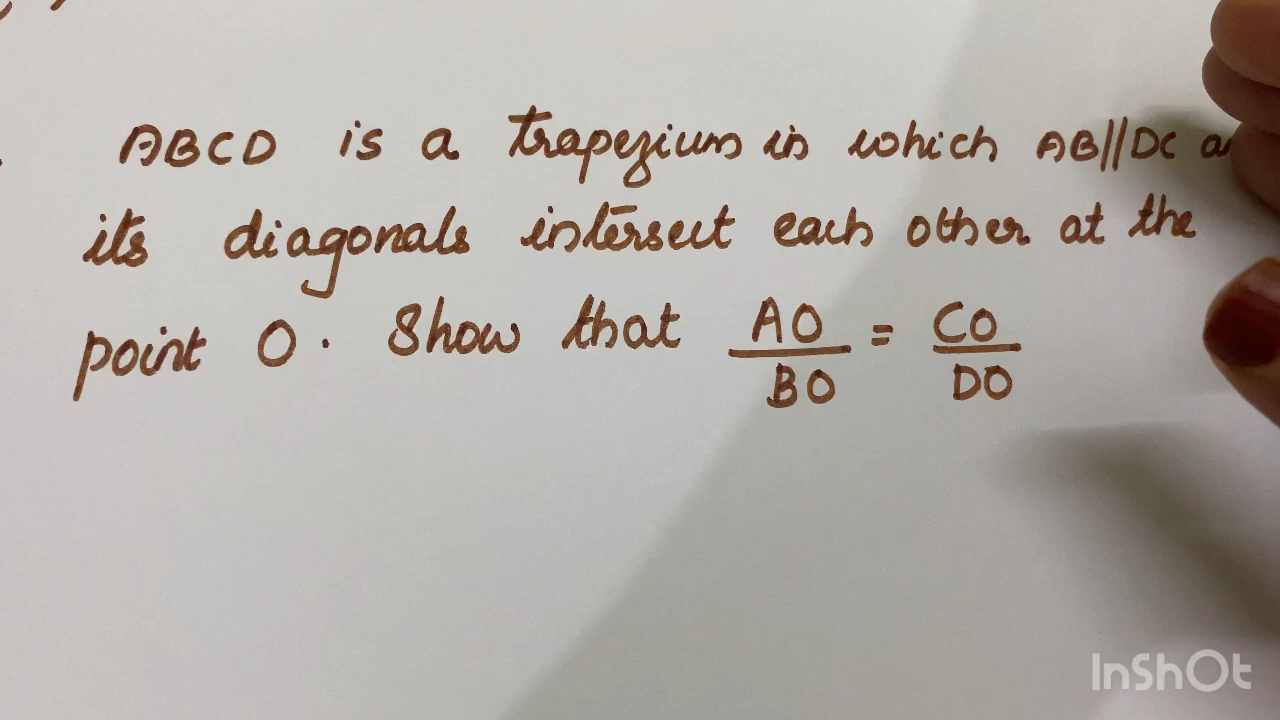 ABCD is a trapezium in which AB//DC
its diagonals intersect each other at the
point O. Show that AO/BO = CO/DO
InShOt